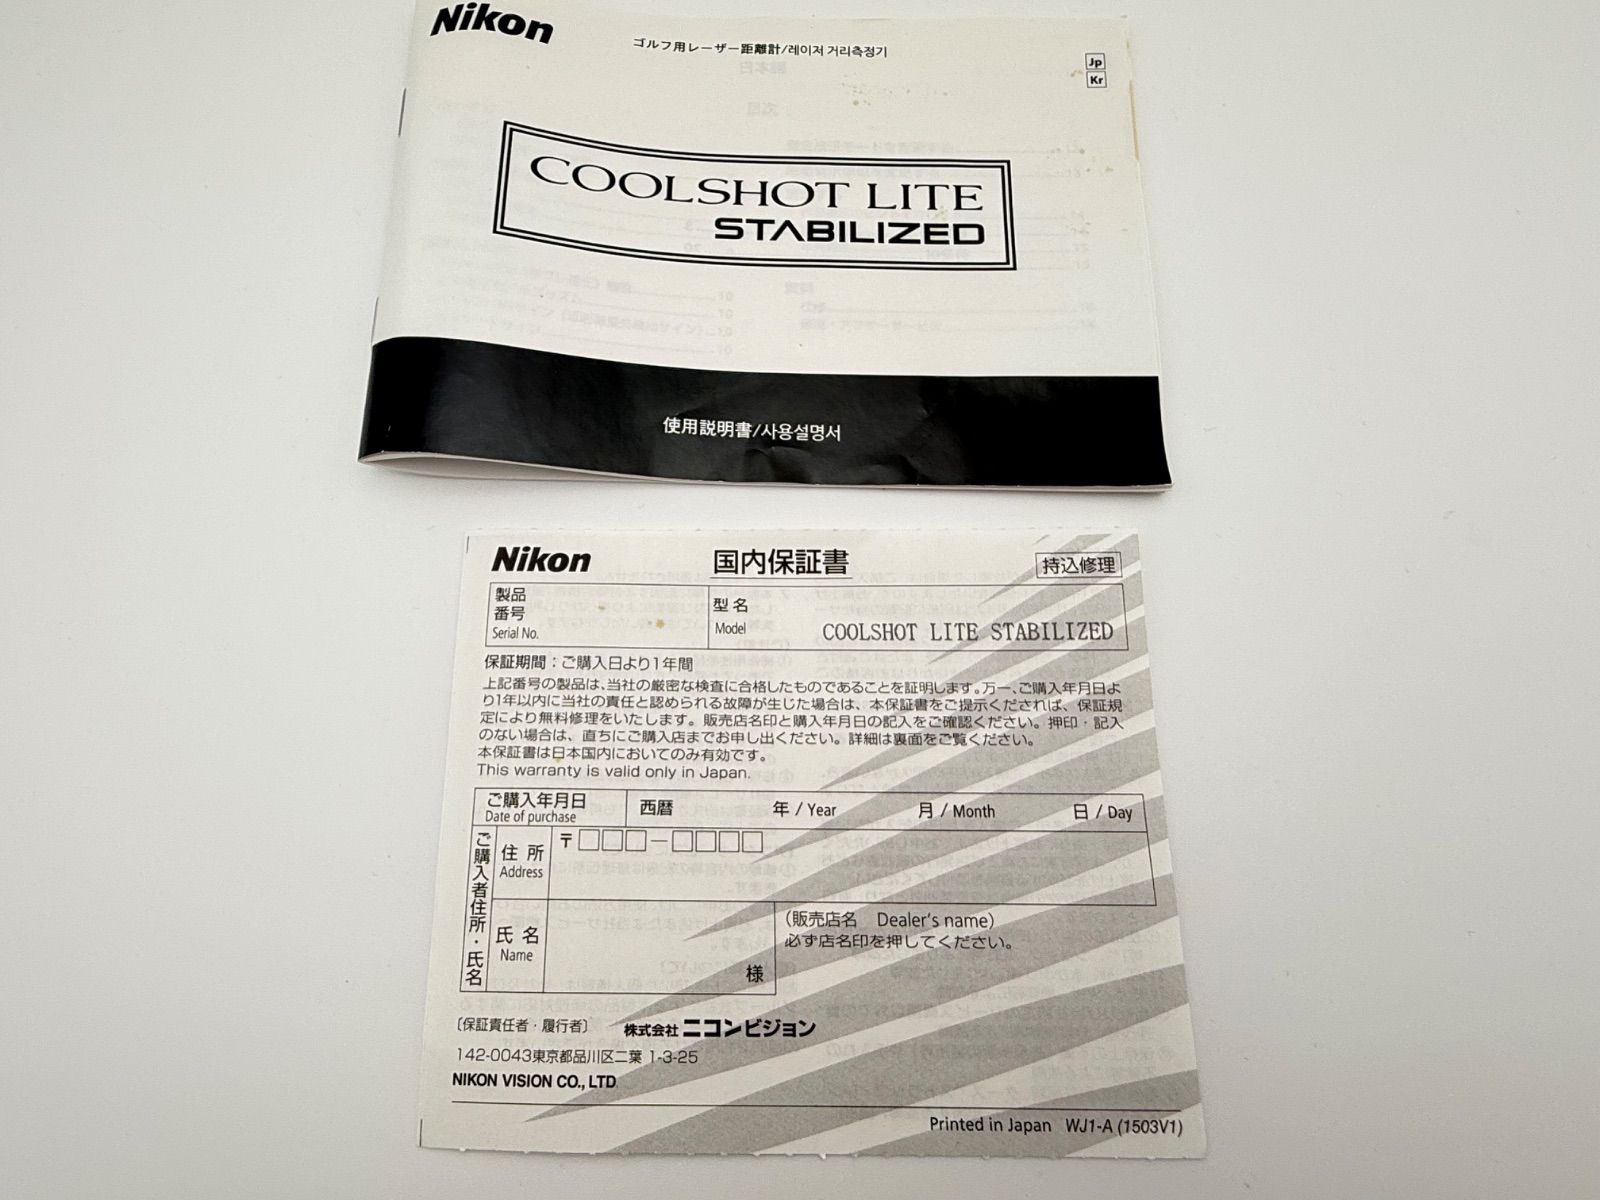 Nikon
ゴルフ用レーザー距離計/레이저 거리측정기
Jp
Kr
COOLSHOT LITE
STABILIZED
使用説明書/사용설명서
Nikon
国内保証書
持込修理
製品番号
Serial No.
型名
Model
COOLSHOT LITE STABILIZED
保証期間：ご購入日より1年間
上記番号の製品は、当社の厳密な検査に合格したものであることを証明します。万一、ご購入年月日よ
り1年以内に当社の責任と認められる故障が生じた場合は、本保証書をご提示くだされば、保証規
定により無料修理をいたします。販売店名印と購入年月日の記入をご確認ください。押印・記入
のない場合は、直ちにご購入店までお申し出ください。詳細は裏面をご覧ください。
本保証書は日本国内においてのみ有効です。
This warranty is valid only in Japan.
ご購入年月日
Date of purchase
西暦 年 / Year 月 / Month 日 / Day
ご購入者住所・氏名
住所
Address
〒□□□－□□□□
氏名
Name
様
(販売店名 Dealer's name)
必ず店名印を押してください。
〔保証責任者・履行者〕 株式会社ニコンビジョン
142-0043東京都品川区二葉 1-3-25
NIKON VISION CO., LTD.
Printed in Japan WJ1-A (1503V1)